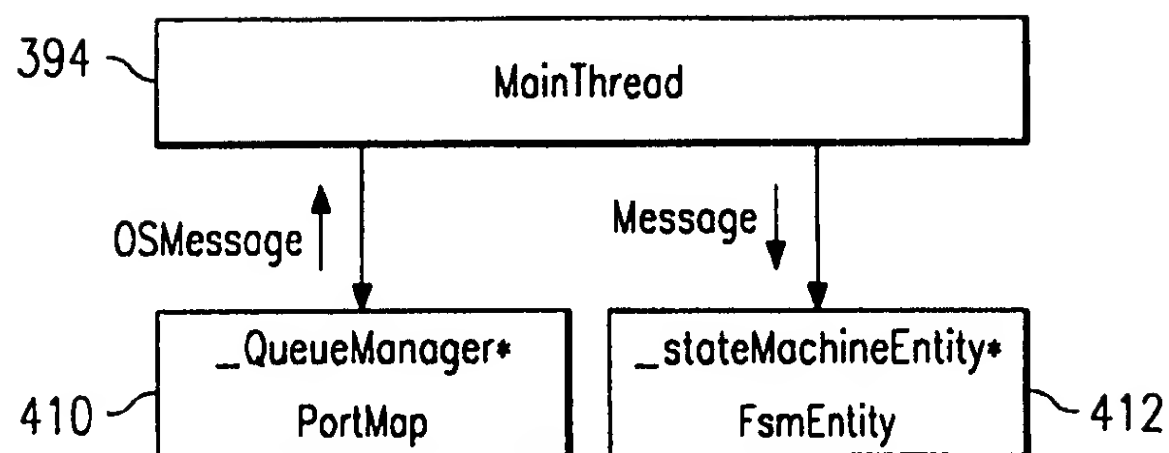 394
MainThread
OSMessage
Message
_QueueManager*
_stateMachineEntity*
410
PortMap
FsmEntity
412